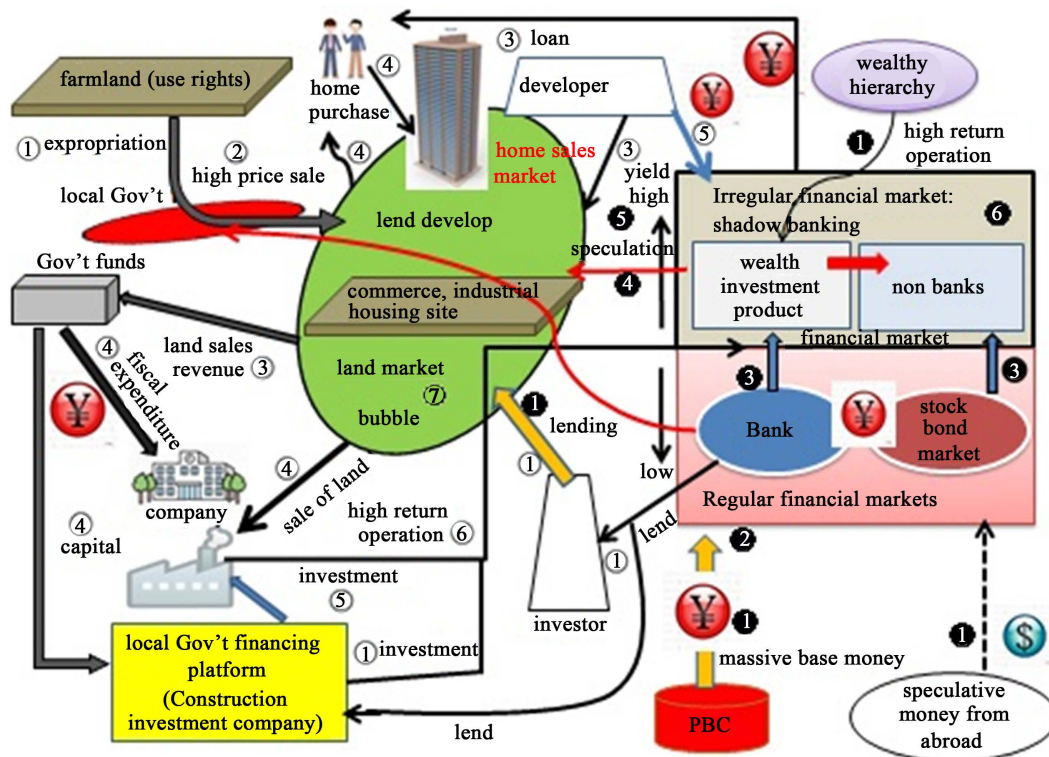 ③ loan
⑤
¥
¥
wealthy
hierarchy
farmland (use rights)
④
home
purchase
developer
① expropriation
②
high price sale
④
③
yield
high
⑤
❶
high return
operation
home sales
market
local Gov't
lend develop
❺
speculation
❹
Irregular financial market:
shadow banking
❻
wealth
investment
product
non banks
Gov't funds
commerce, industrial
housing site
financial market
land sales
revenue ③
④ fiscal
expenditure
¥
land market
⑦
bubble
❶
lending
①
❸
❸
Bank
¥
stock
bond
market
low
Regular financial markets
④
sale of land
company
high return
operation ⑥
lend
①
④
capital
❷
investment
⑤
investor
¥
❶
massive base money
❶
$
local Gov't financing
platform
(Construction
investment company)
① investment
lend
PBC
speculative
money from
abroad